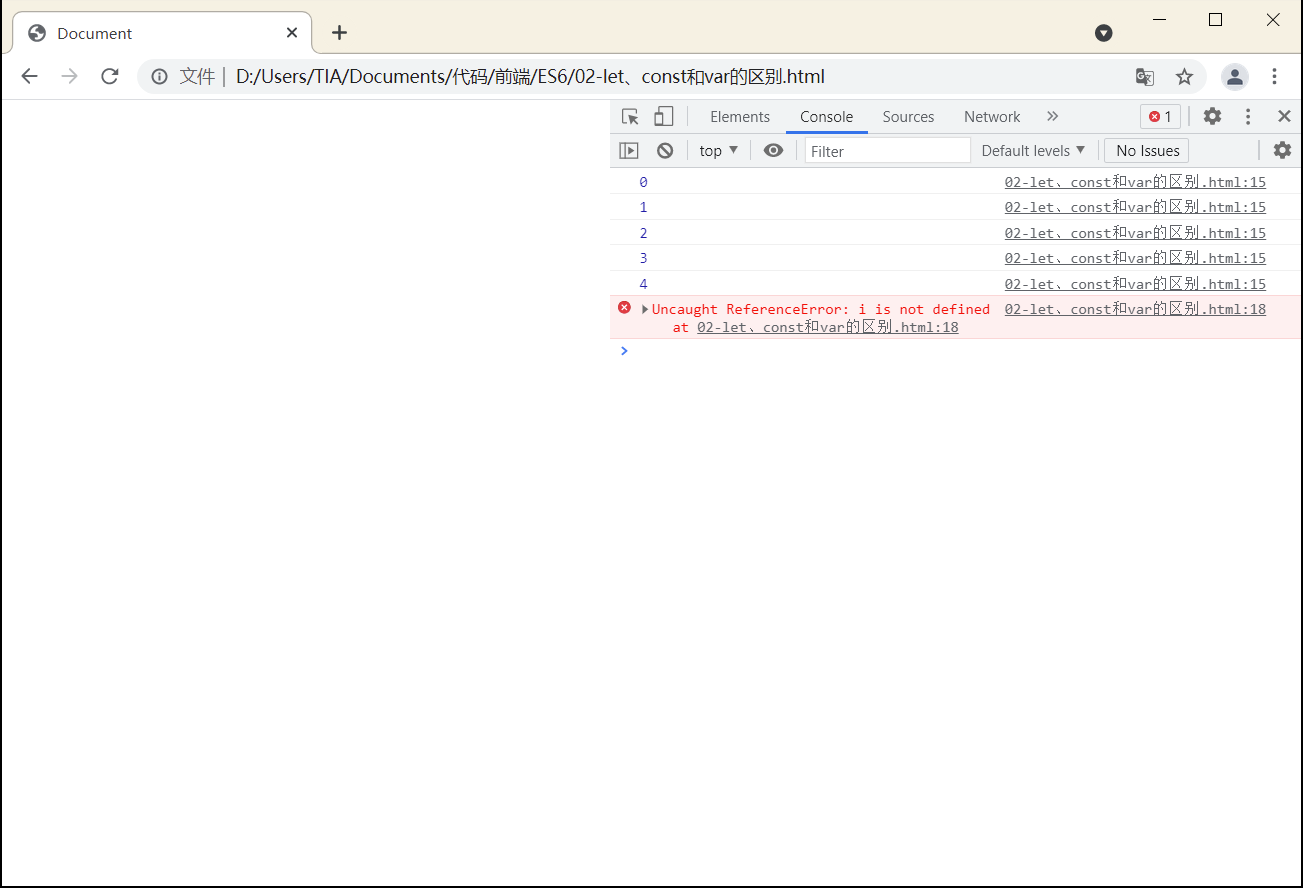 Document
文件 | D:/Users/TIA/Documents/代码/前端/ES6/02-let、const和var的区别.html
Elements Console Sources Network » 1
top Filter Default levels No Issues
0 02-let、const和var的区别.html:15
1 02-let、const和var的区别.html:15
2 02-let、const和var的区别.html:15
3 02-let、const和var的区别.html:15
4 02-let、const和var的区别.html:15
Uncaught ReferenceError: i is not defined 02-let、const和var的区别.html:18
at 02-let、const和var的区别.html:18